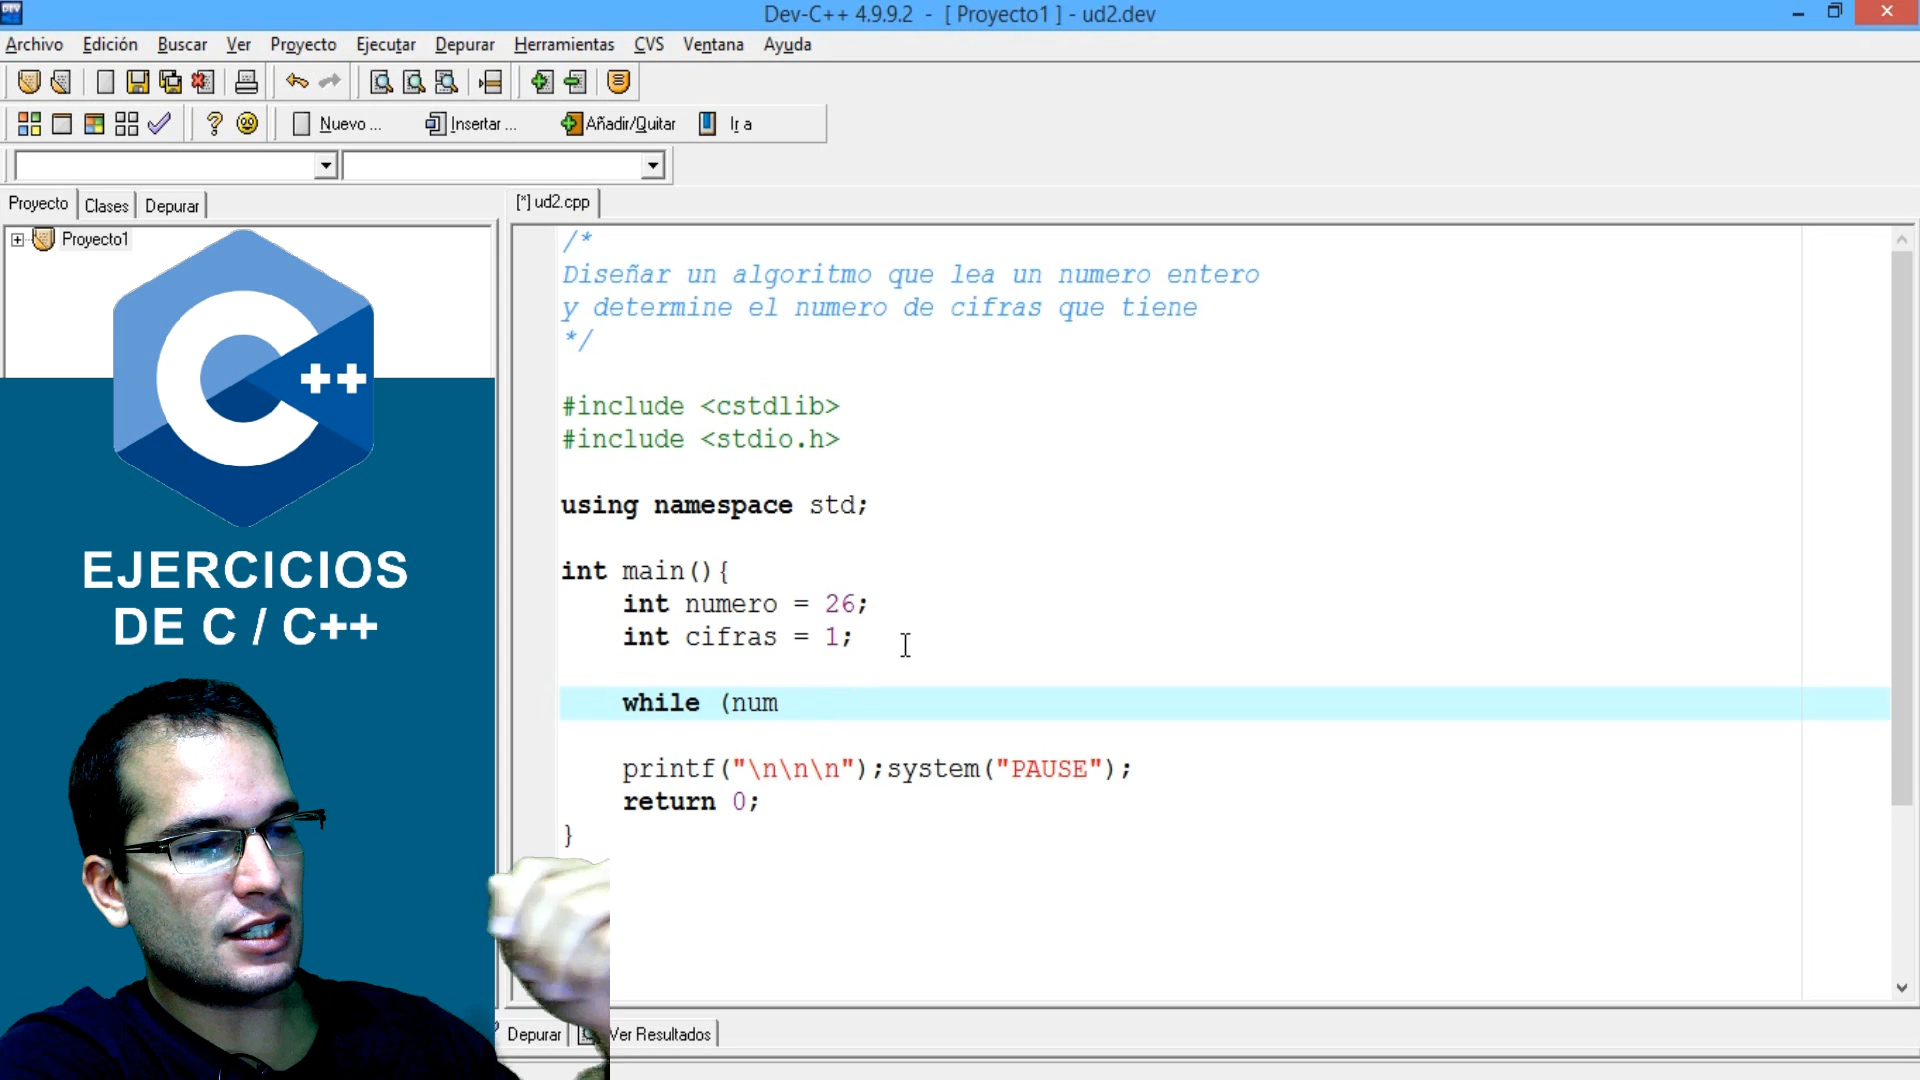 Dev-C++ 4.9.9.2 - [ Proyecto1 ] - ud2.dev
Archivo Edición Buscar Ver Proyecto Ejecutar Depurar Herramientas CVS Ventana Ayuda
Nuevo ... Insertar ... Añadir/Quitar Ir a
Proyecto Clases Depurar
[*] ud2.cpp
Proyecto1
C++
EJERCICIOS
DE C / C++
/*
Diseñar un algoritmo que lea un numero entero
y determine el numero de cifras que tiene
*/
#include <cstdlib>
#include <stdio.h>
using namespace std;
int main(){
int numero = 26;
int cifras = 1;
while (num
printf("\n\n\n");system("PAUSE");
return 0;
}
Depurar Ver Resultados